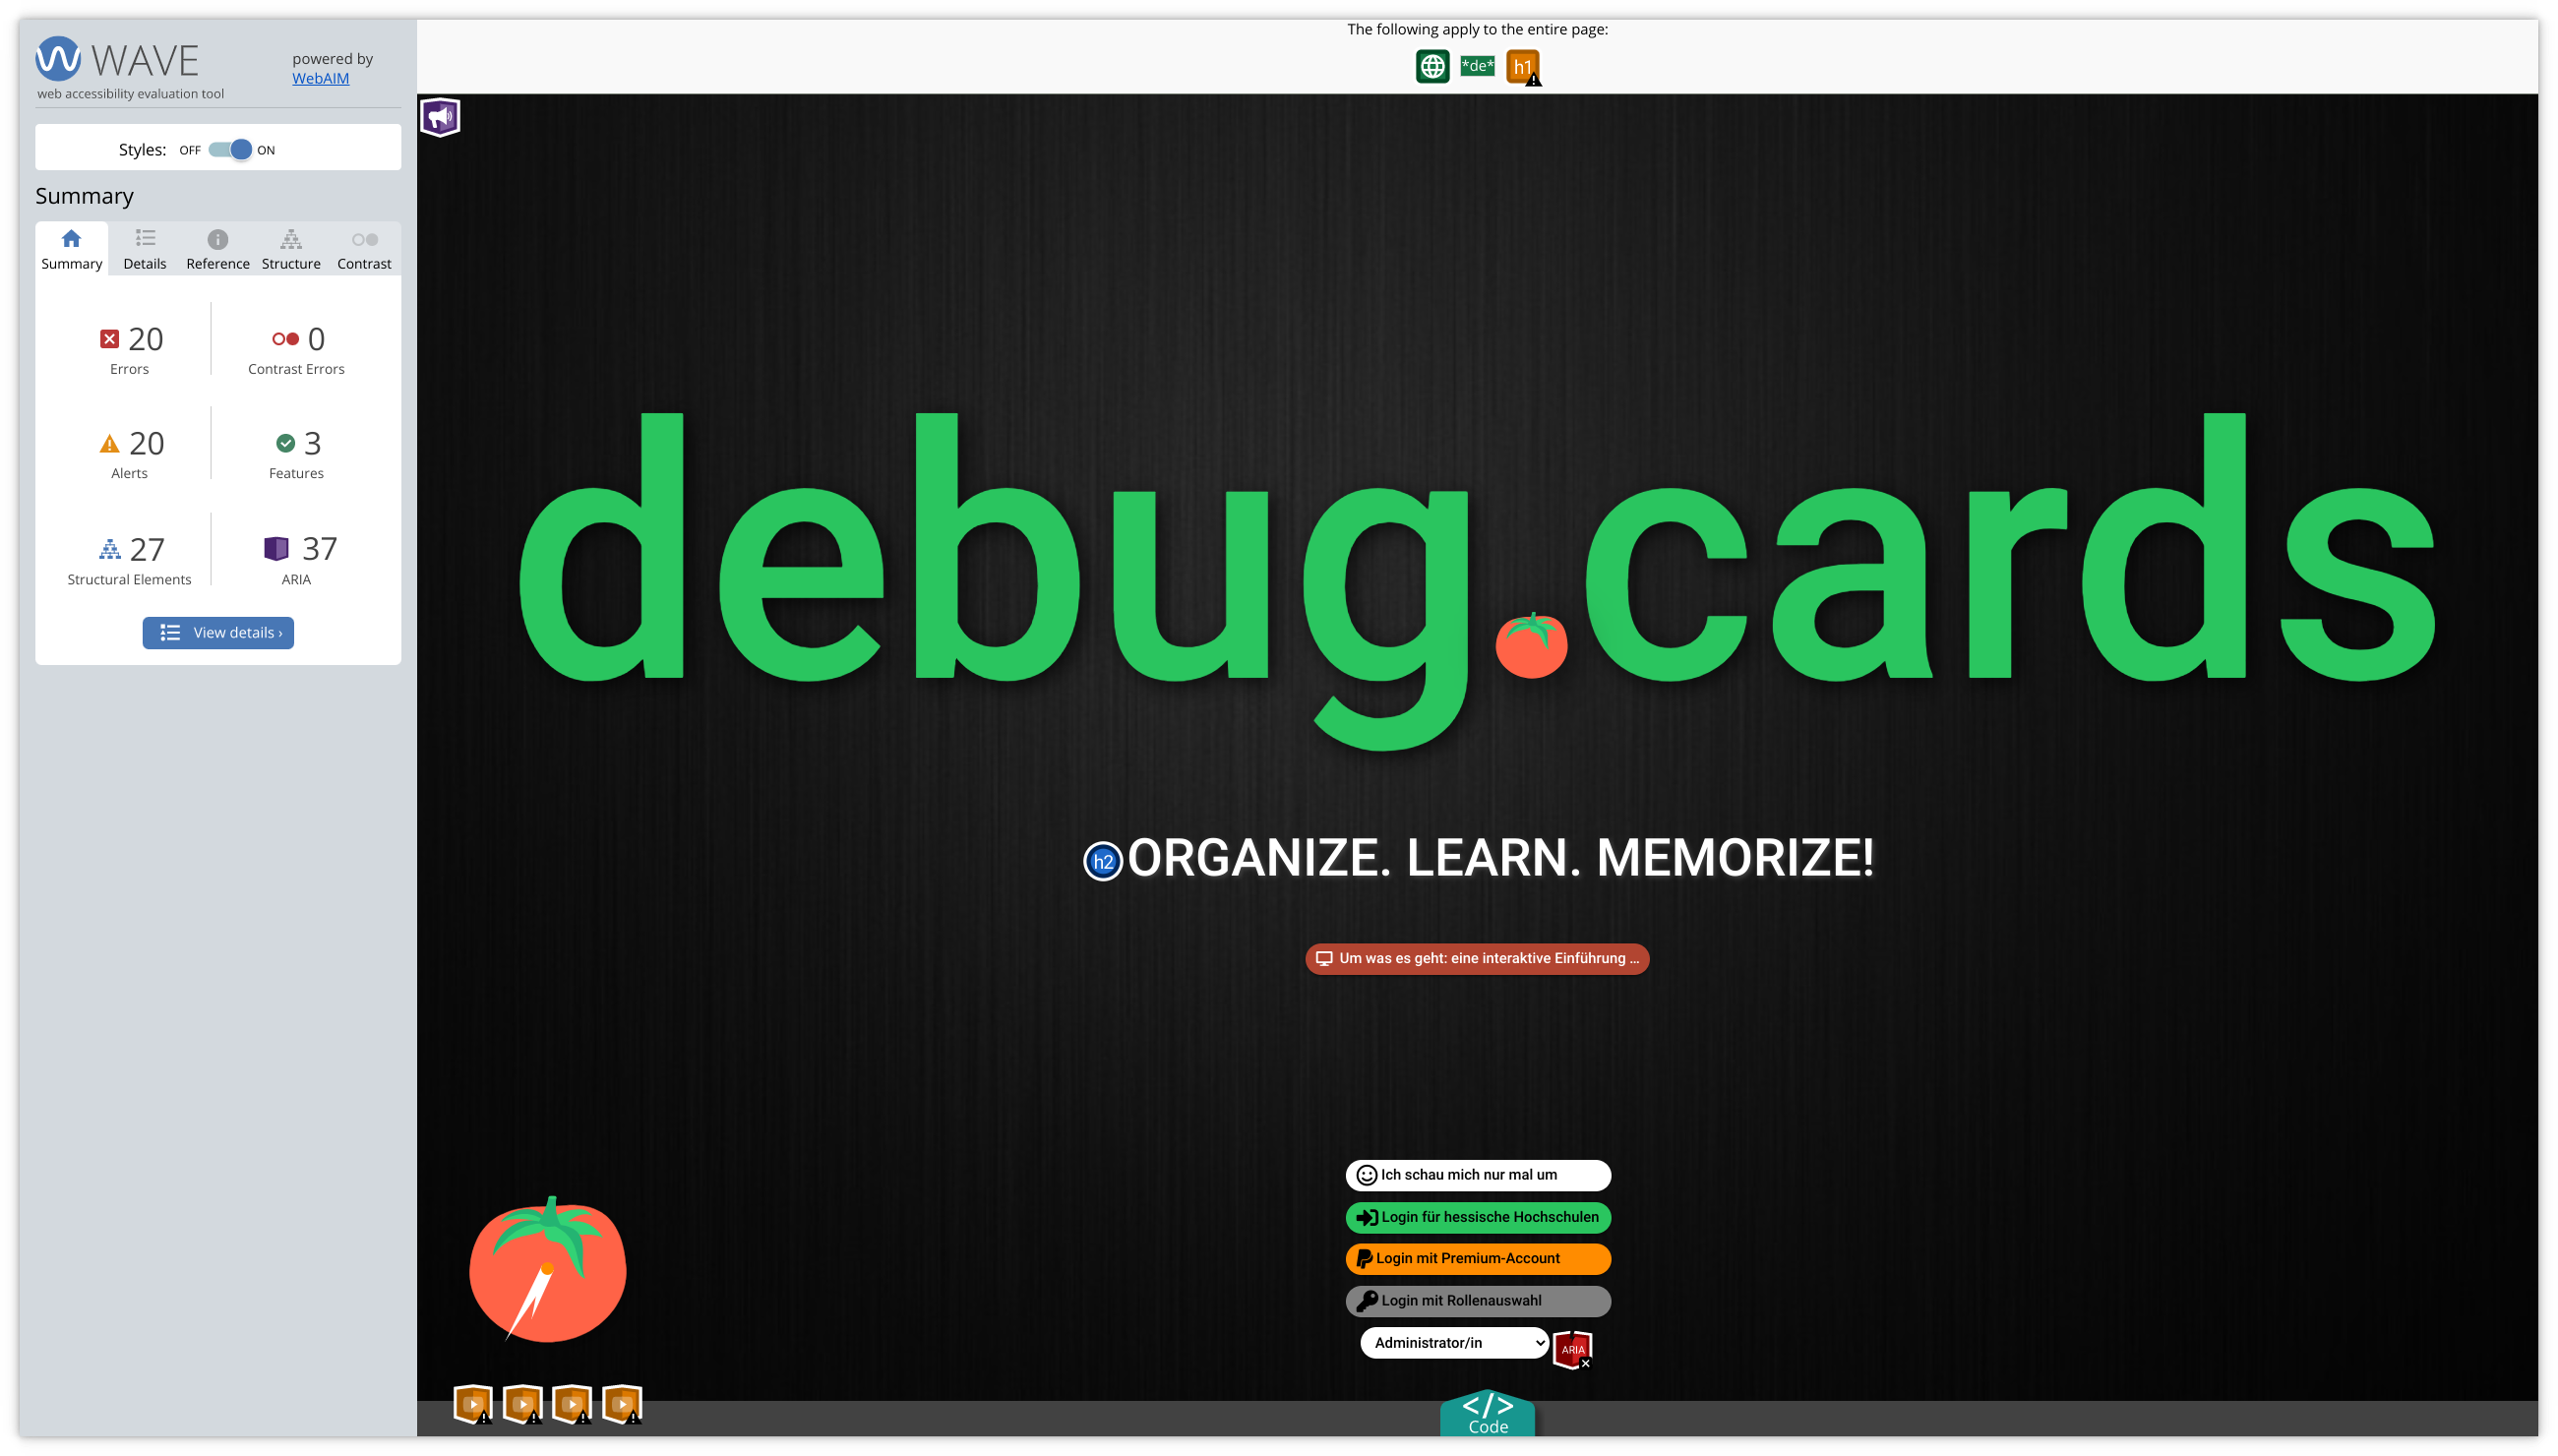 WAVE
web accessibility evaluation tool
powered by
WebAIM
Styles: OFF ON
Summary
Summary Details Reference Structure Contrast
20 0
Errors Contrast Errors
20 3
Alerts Features
27 37
Structural Elements ARIA
View details ›
The following apply to the entire page:
*de* h1
debug.cards
h2 ORGANIZE. LEARN. MEMORIZE!
Um was es geht: eine interaktive Einführung ...
Ich schau mich nur mal um
Login für hessische Hochschulen
Login mit Premium-Account
Login mit Rollenauswahl
Administrator/in ARIA
</>
Code